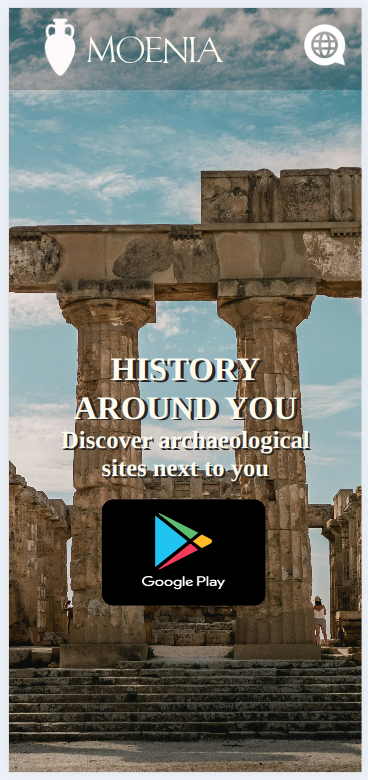 MOENIA
HISTORY
AROUND YOU
Discover archaeological
sites next to you
Google Play